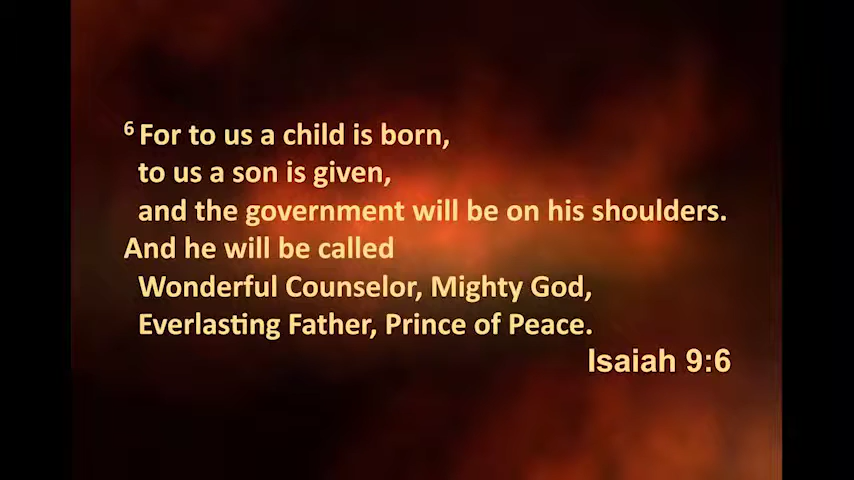 6 For to us a child is born,
to us a son is given,
and the government will be on his shoulders.
And he will be called
Wonderful Counselor, Mighty God,
Everlasting Father, Prince of Peace.
Isaiah 9:6